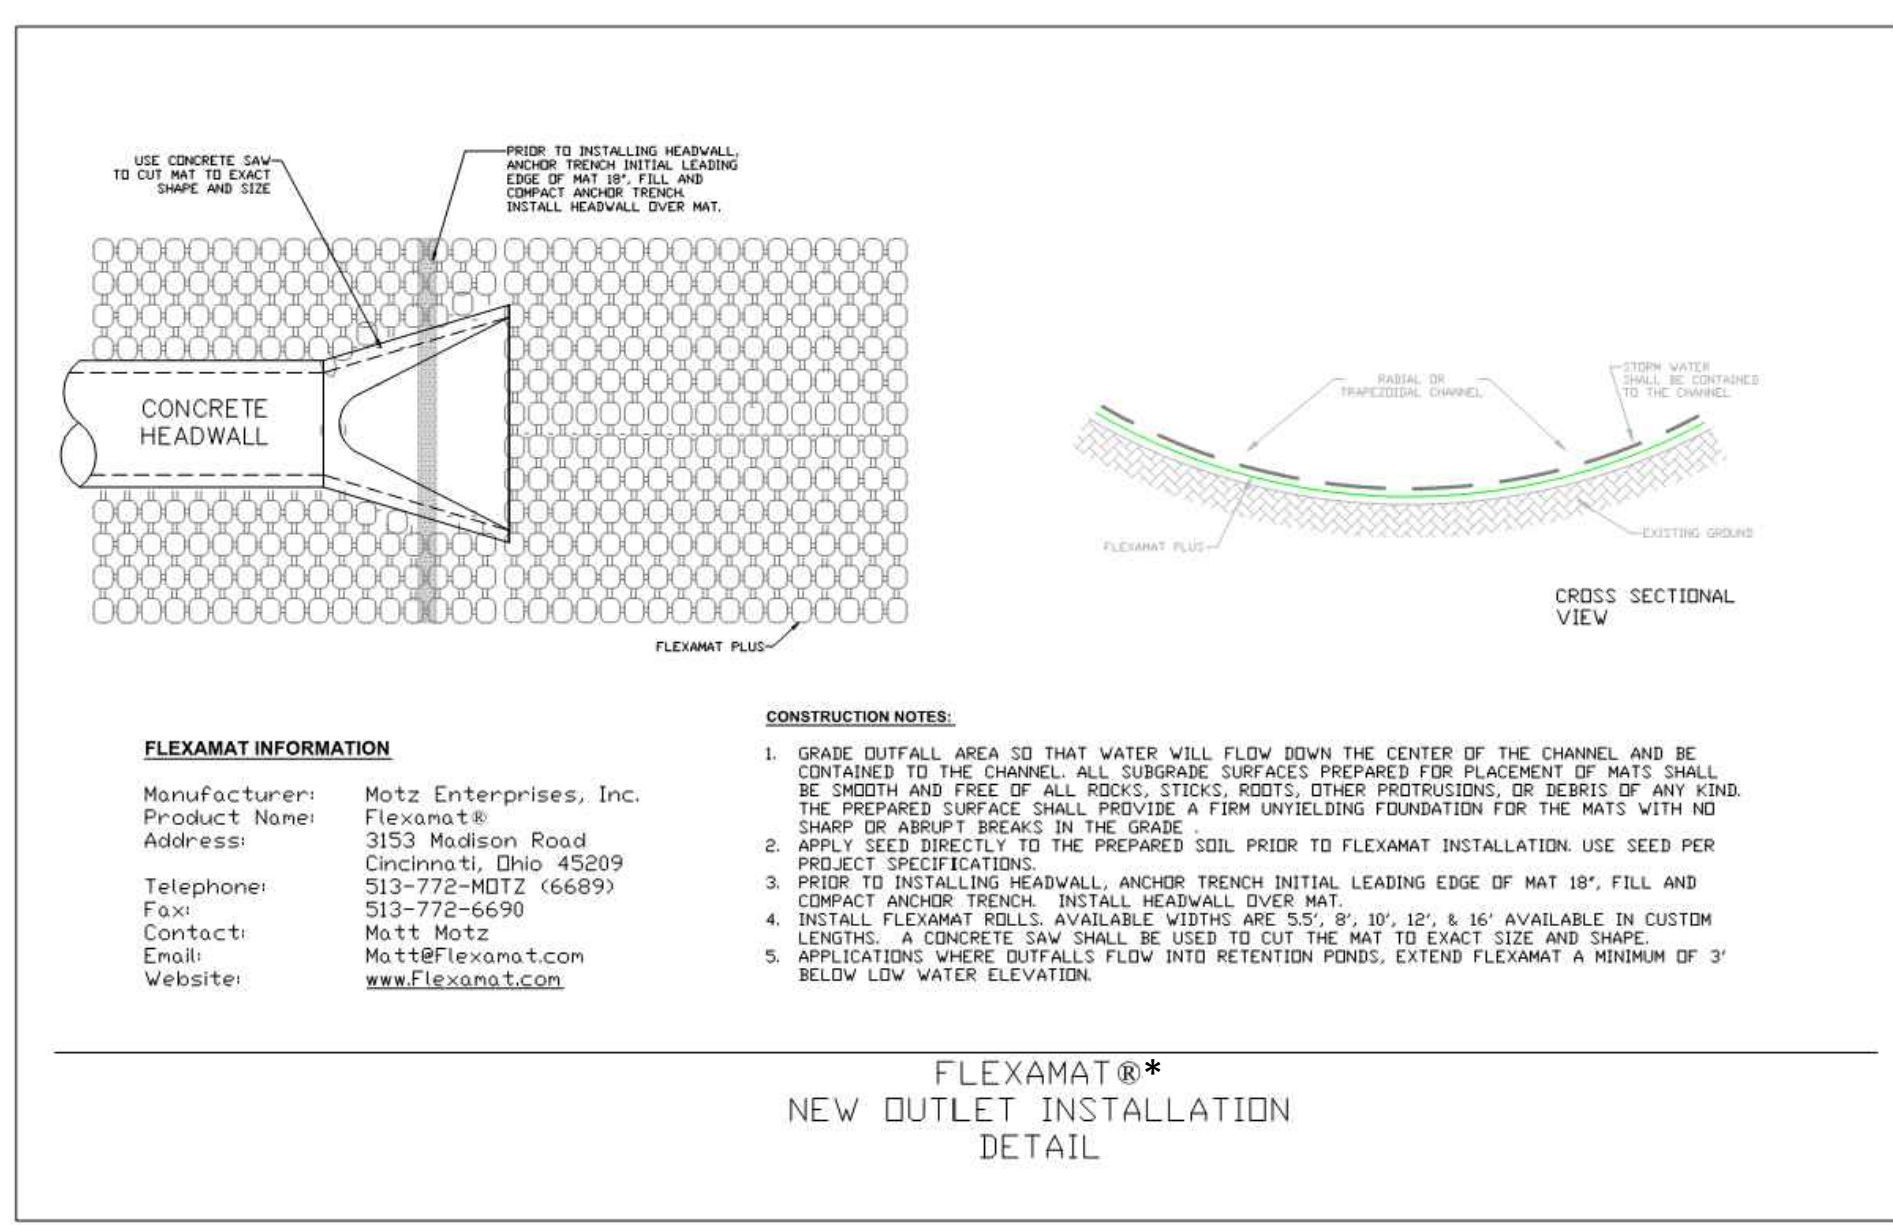 USE CONCRETE SAW
TO CUT MAT TO EXACT
SHAPE AND SIZE
PRIOR TO INSTALLING HEADWALL,
ANCHOR TRENCH INITIAL LEADING
EDGE OF MAT 18", FILL AND
COMPACT ANCHOR TRENCH.
INSTALL HEADWALL OVER MAT.
CONCRETE
HEADWALL
FLEXAMAT PLUS
RADIAL OR
TRAPEZOIDAL CHANNEL
STORM WATER
SHALL BE CONTAINED
TO THE CHANNEL
FLEXAMAT PLUS
EXISTING GROUND
CROSS SECTIONAL
VIEW
FLEXAMAT INFORMATION
Manufacturer: Motz Enterprises, Inc.
Product Name: Flexamat®
Address: 3153 Madison Road
Cincinnati, Ohio 45209
Telephone: 513-772-MOTZ (6689)
Fax: 513-772-6690
Contact: Matt Motz
Email: Matt@Flexamat.com
Website: www.Flexamat.com
CONSTRUCTION NOTES:
1. GRADE OUTFALL AREA SO THAT WATER WILL FLOW DOWN THE CENTER OF THE CHANNEL AND BE
CONTAINED TO THE CHANNEL. ALL SUBGRADE SURFACES PREPARED FOR PLACEMENT OF MATS SHALL
BE SMOOTH AND FREE OF ALL ROCKS, STICKS, ROOTS, OTHER PROTRUSIONS, OR DEBRIS OF ANY KIND.
THE PREPARED SURFACE SHALL PROVIDE A FIRM UNYIELDING FOUNDATION FOR THE MATS WITH NO
SHARP OR ABRUPT BREAKS IN THE GRADE .
2. APPLY SEED DIRECTLY TO THE PREPARED SOIL PRIOR TO FLEXAMAT INSTALLATION. USE SEED PER
PROJECT SPECIFICATIONS.
3. PRIOR TO INSTALLING HEADWALL, ANCHOR TRENCH INITIAL LEADING EDGE OF MAT 18", FILL AND
COMPACT ANCHOR TRENCH. INSTALL HEADWALL OVER MAT.
4. INSTALL FLEXAMAT ROLLS. AVAILABLE WIDTHS ARE 5.5', 8', 10', 12', & 16' AVAILABLE IN CUSTOM
LENGTHS. A CONCRETE SAW SHALL BE USED TO CUT THE MAT TO EXACT SIZE AND SHAPE.
5. APPLICATIONS WHERE OUTFALLS FLOW INTO RETENTION PONDS, EXTEND FLEXAMAT A MINIMUM OF 3'
BELOW LOW WATER ELEVATION.
FLEXAMAT®*
NEW OUTLET INSTALLATION
DETAIL